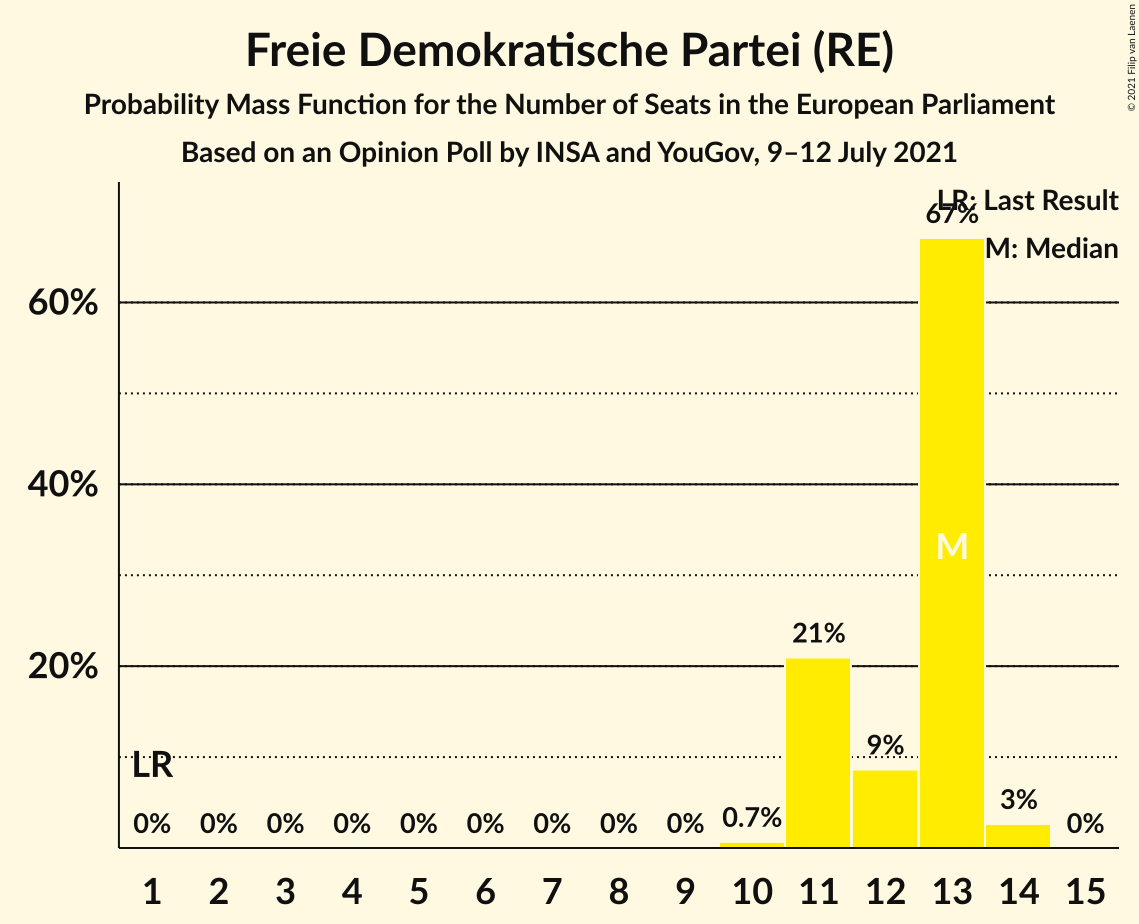 Freie Demokratische Partei (RE)
Probability Mass Function for the Number of Seats in the European Parliament
Based on an Opinion Poll by INSA and YouGov, 9–12 July 2021
© 2021 Filip van Laenen
LR: Last Result
M: Median
67%
60%
40%
M
21%
20%
9%
LR
3%
0% 0% 0% 0% 0% 0% 0% 0% 0% 0.7% 0%
1 2 3 4 5 6 7 8 9 10 11 12 13 14 15